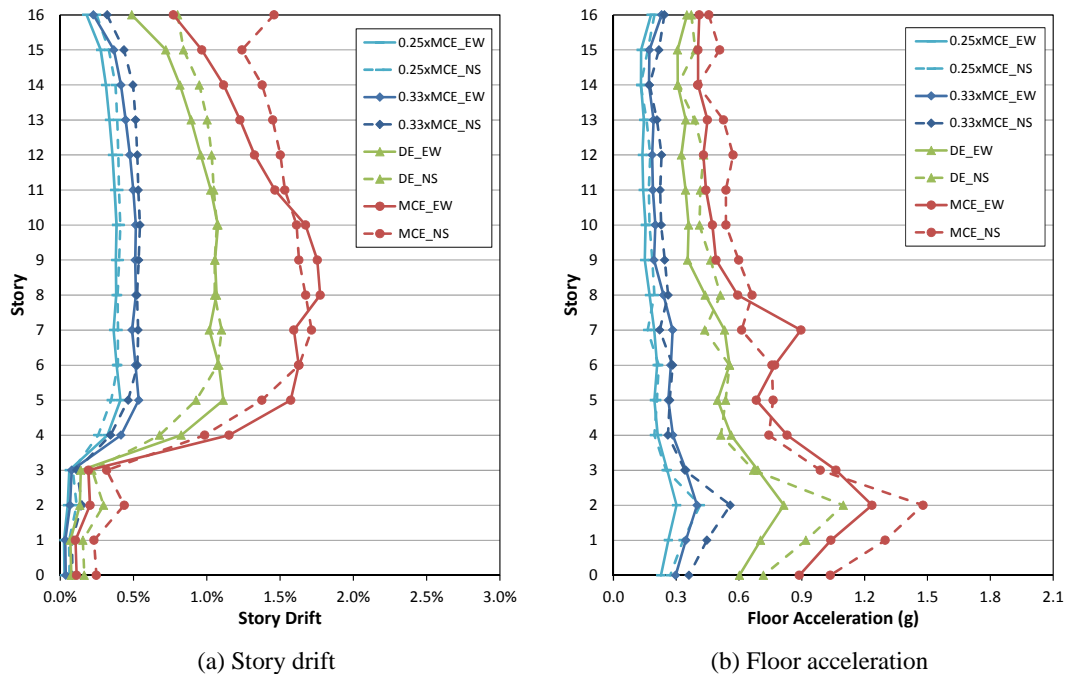 16
15
14
13
12
11
10
9
8
7
6
5
4
3
2
1
0
Story
0.0%
0.5%
1.0%
1.5%
2.0%
2.5%
3.0%
Story Drift
0.25xMCE_EW
0.25xMCE_NS
0.33xMCE_EW
0.33xMCE_NS
DE_EW
DE_NS
MCE_EW
MCE_NS
(a) Story drift
16
15
14
13
12
11
10
9
8
7
6
5
4
3
2
1
0
Story
0.0
0.3
0.6
0.9
1.2
1.5
1.8
2.1
Floor Acceleration (g)
0.25xMCE_EW
0.25xMCE_NS
0.33xMCE_EW
0.33xMCE_NS
DE_EW
DE_NS
MCE_EW
MCE_NS
(b) Floor acceleration